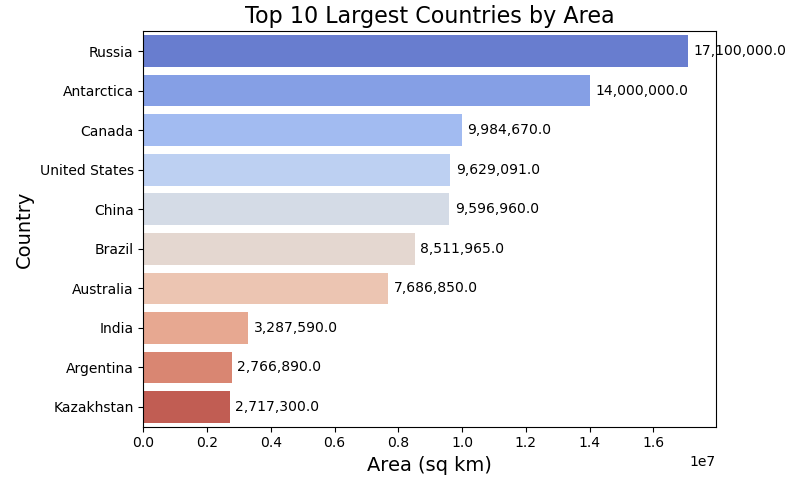 Top 10 Largest Countries by Area
Country
Russia 17,100,000.0
Antarctica 14,000,000.0
Canada 9,984,670.0
United States 9,629,091.0
China 9,596,960.0
Brazil 8,511,965.0
Australia 7,686,850.0
India 3,287,590.0
Argentina 2,766,890.0
Kazakhstan 2,717,300.0
0.0 0.2 0.4 0.6 0.8 1.0 1.2 1.4 1.6
1e7
Area (sq km)